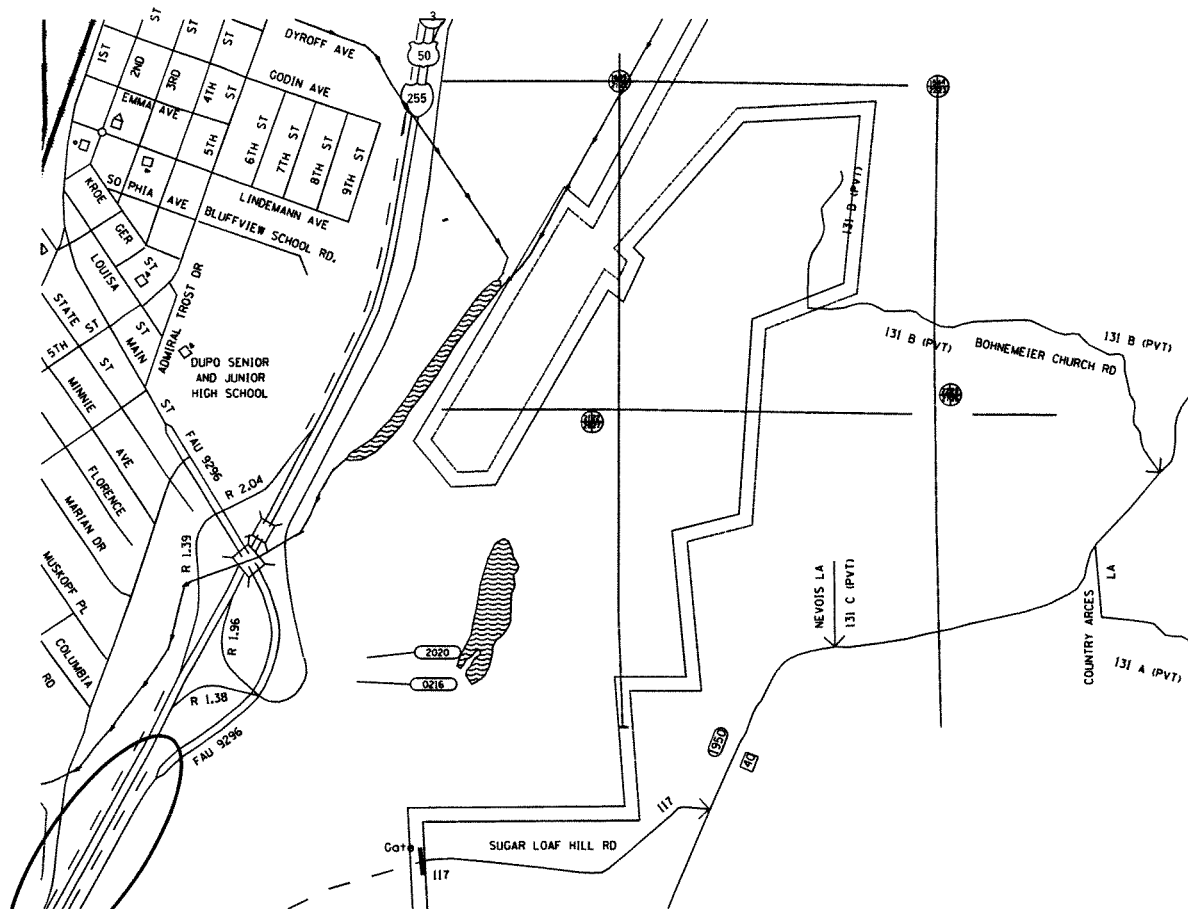 3
50
255
DYROFF AVE
GODIN AVE
1ST
ST
2ND
ST
3RD
ST
4TH ST
EMMA AVE
5TH
6TH ST
7TH ST
8TH ST
9TH ST
SO PHIA AVE
LINDEMANN AVE
BLUFFVIEW SCHOOL RD.
KROE GER ST
LOUISA
ST
ADMIRAL TROST DR
STATE ST
MAIN
ST
5TH
ST
DUPO SENIOR
AND JUNIOR
HIGH SCHOOL
MINNIE
AVE
FLORENCE
MARIAN DR
MUSKOPF PL
COLUMBIA
RD
FAU 9296
R 2.04
R 1.39
R 1.96
R 1.38
FAU 9296
2020
0216
131 B (PVT)
131 B (PVT)
BOHNEMEIER CHURCH RD
131 B (PVT)
NEVOIS LA
131 C (PVT)
COUNTRY ARCES LA
131 A (PVT)
1950
40
117
SUGAR LOAF HILL RD
Gate
117